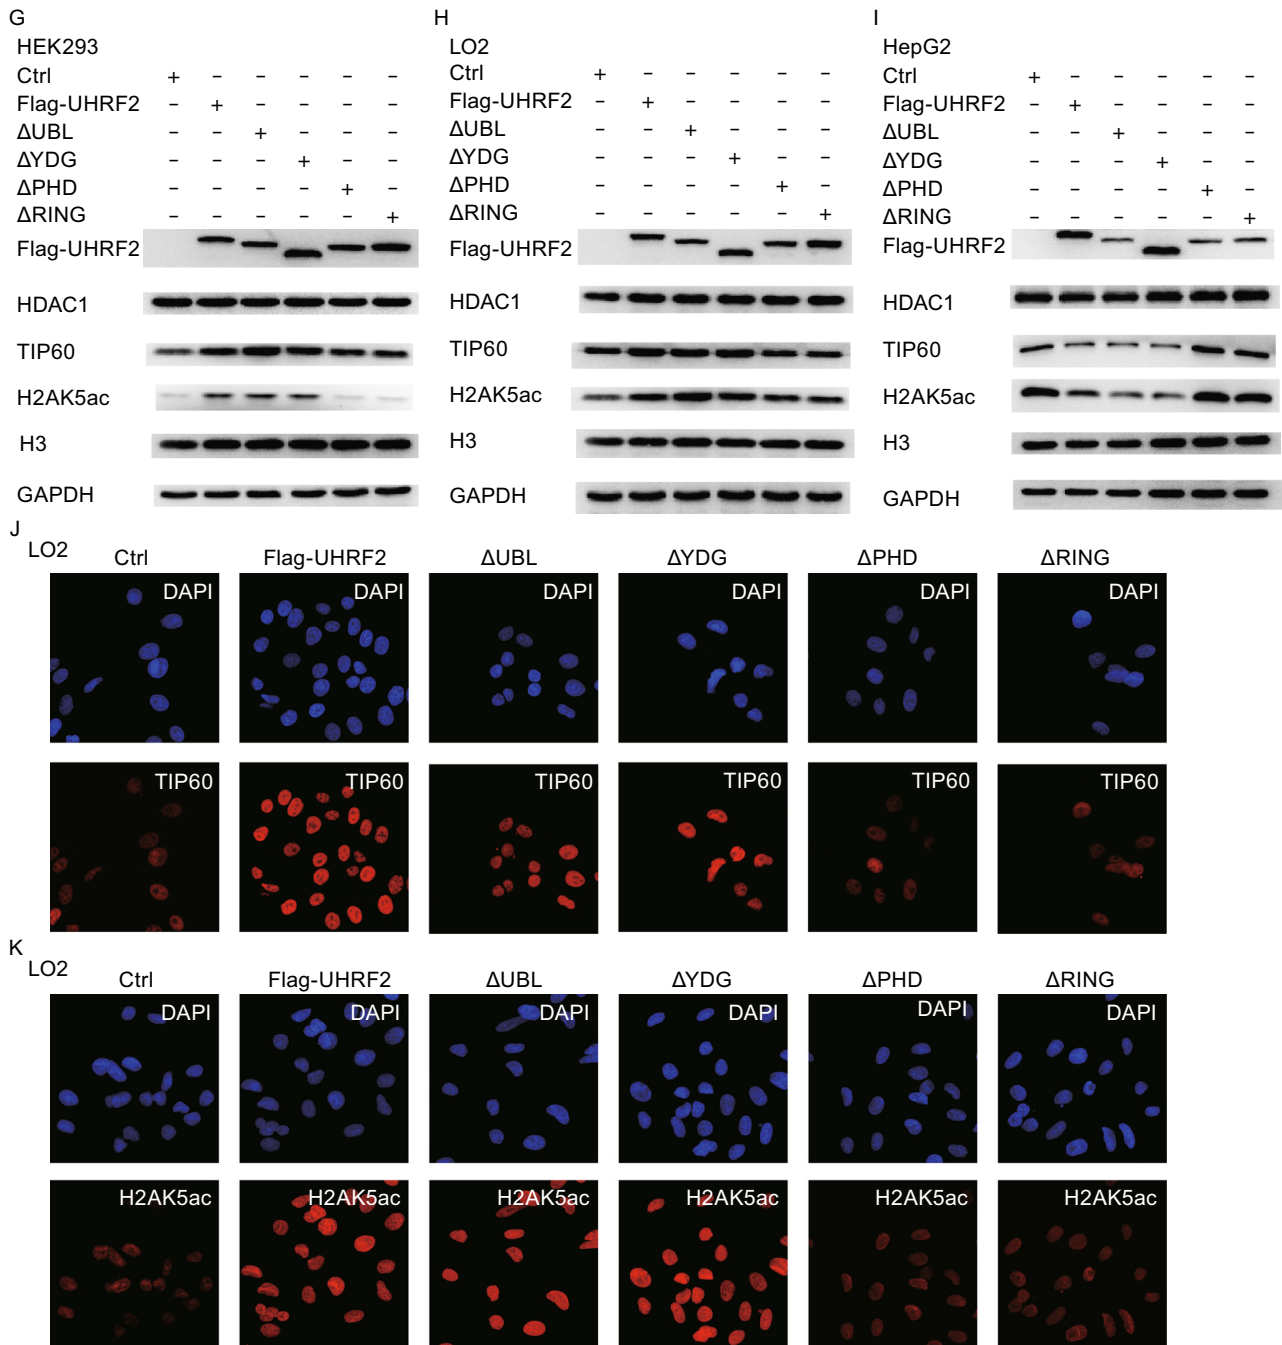 G
HEK293
Ctrl + − − − − −
Flag-UHRF2 − + − − − −
ΔUBL − − + − − −
ΔYDG − − − + − −
ΔPHD − − − − + −
ΔRING − − − − − +
Flag-UHRF2
HDAC1
TIP60
H2AK5ac
H3
GAPDH
H
LO2
Ctrl + − − − − −
Flag-UHRF2 − + − − − −
ΔUBL − − + − − −
ΔYDG − − − + − −
ΔPHD − − − − + −
ΔRING − − − − − +
Flag-UHRF2
HDAC1
TIP60
H2AK5ac
H3
GAPDH
I
HepG2
Ctrl + − − − − −
Flag-UHRF2 − + − − − −
ΔUBL − − + − − −
ΔYDG − − − + − −
ΔPHD − − − − + −
ΔRING − − − − − +
Flag-UHRF2
HDAC1
TIP60
H2AK5ac
H3
GAPDH
J
LO2
Ctrl Flag-UHRF2 ΔUBL ΔYDG ΔPHD ΔRING
DAPI DAPI DAPI DAPI DAPI DAPI
TIP60 TIP60 TIP60 TIP60 TIP60 TIP60
K
LO2
Ctrl Flag-UHRF2 ΔUBL ΔYDG ΔPHD ΔRING
DAPI DAPI DAPI DAPI DAPI DAPI
H2AK5ac H2AK5ac H2AK5ac H2AK5ac H2AK5ac H2AK5ac